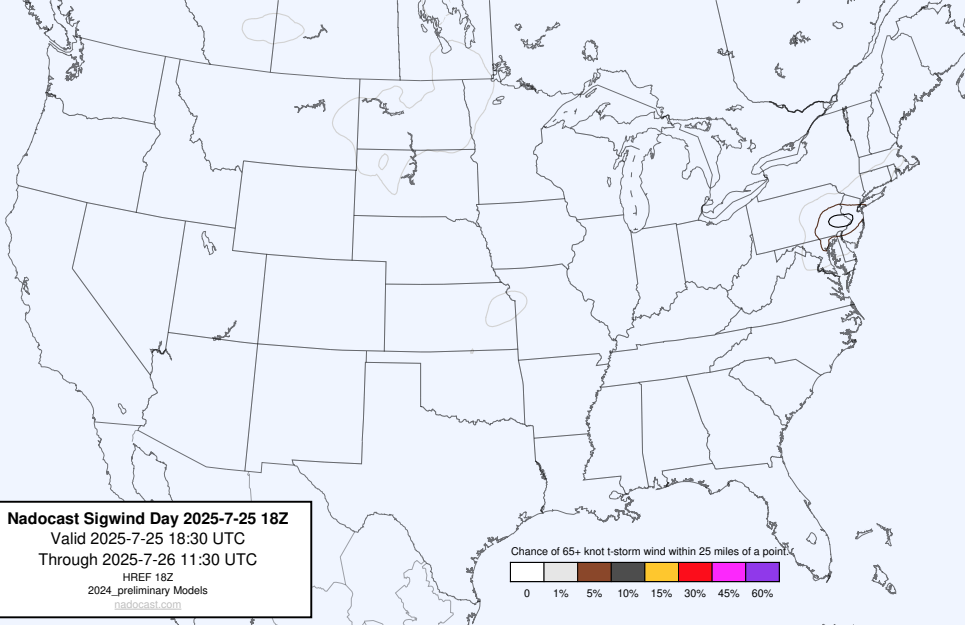 Nadocast Sigwind Day 2025-7-25 18Z
Valid 2025-7-25 18:30 UTC
Through 2025-7-26 11:30 UTC
HREF 18Z
2024_preliminary Models
nadocast.com
Chance of 65+ knot t-storm wind within 25 miles of a point.
0 1% 5% 10% 15% 30% 45% 60%